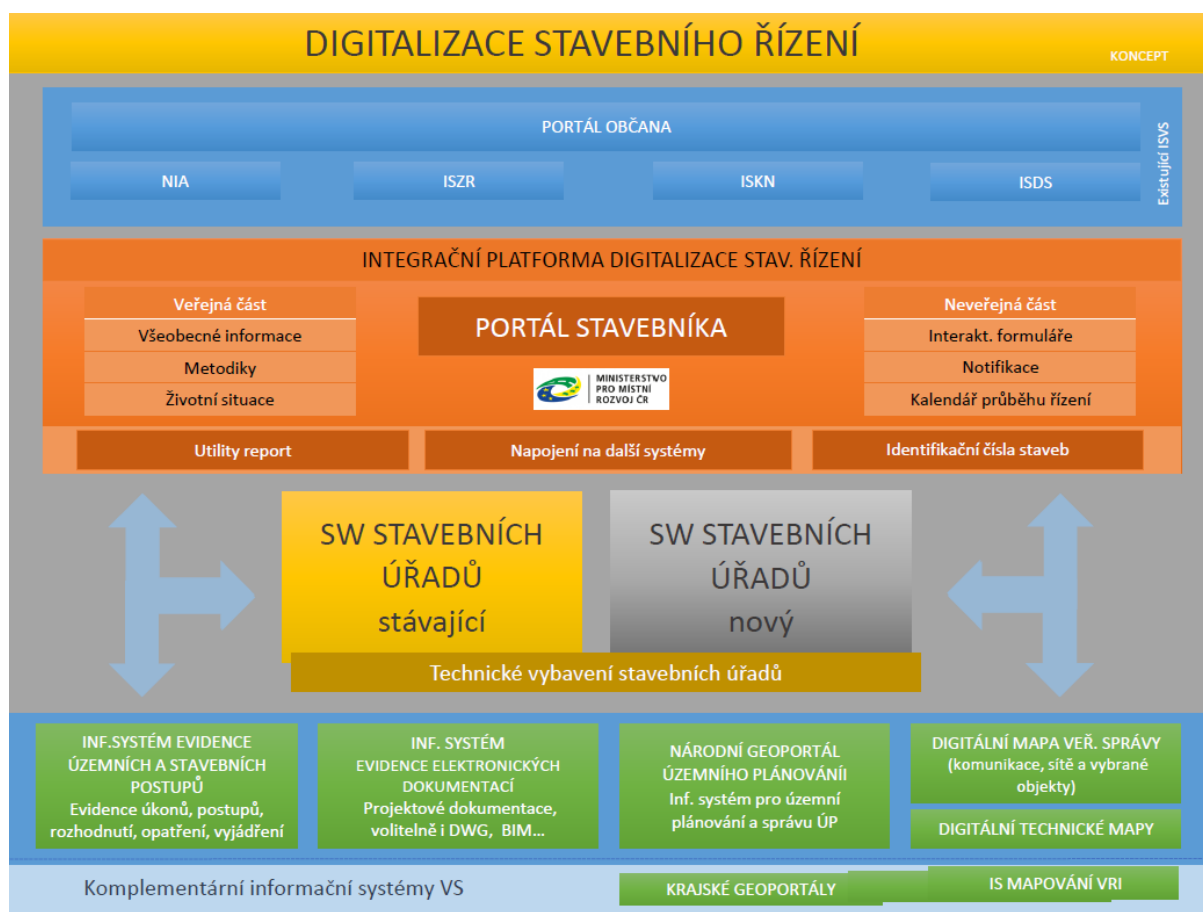 DIGITALIZACE STAVEBNÍHO ŘÍZENÍ
KONCEPT
PORTÁL OBČANA
NIA
ISZR
ISKN
ISDS
Existující ISVS
INTEGRAČNÍ PLATFORMA DIGITALIZACE STAV. ŘÍZENÍ
Veřejná část
Všeobecné informace
Metodiky
Životní situace
PORTÁL STAVEBNÍKA
MINISTERSTVO
PRO MÍSTNÍ
ROZVOJ ČR
Neveřejná část
Interakt. formuláře
Notifikace
Kalendář průběhu řízení
Utility report
Napojení na další systémy
Identifikační čísla staveb
SW STAVEBNÍCH
ÚŘADŮ
stávající
SW STAVEBNÍCH
ÚŘADŮ
nový
Technické vybavení stavebních úřadů
INF.SYSTÉM EVIDENCE
ÚZEMNÍCH A STAVEBNÍCH
POSTUPŮ
Evidence úkonů, postupů,
rozhodnutí, opatření, vyjádření
INF. SYSTÉM
EVIDENCE ELEKTRONICKÝCH
DOKUMENTACÍ
Projektové dokumentace,
volitelně i DWG, BIM...
NÁRODNÍ GEOPORTÁL
ÚZEMNÍHO PLÁNOVÁNÍI
Inf. systém pro územní
plánování a správu ÚP
DIGITÁLNÍ MAPA VEŘ. SPRÁVY
(komunikace, sítě a vybrané
objekty)
DIGITÁLNÍ TECHNICKÉ MAPY
Komplementární informační systémy VS
KRAJSKÉ GEOPORTÁLY
IS MAPOVÁNÍ VRI